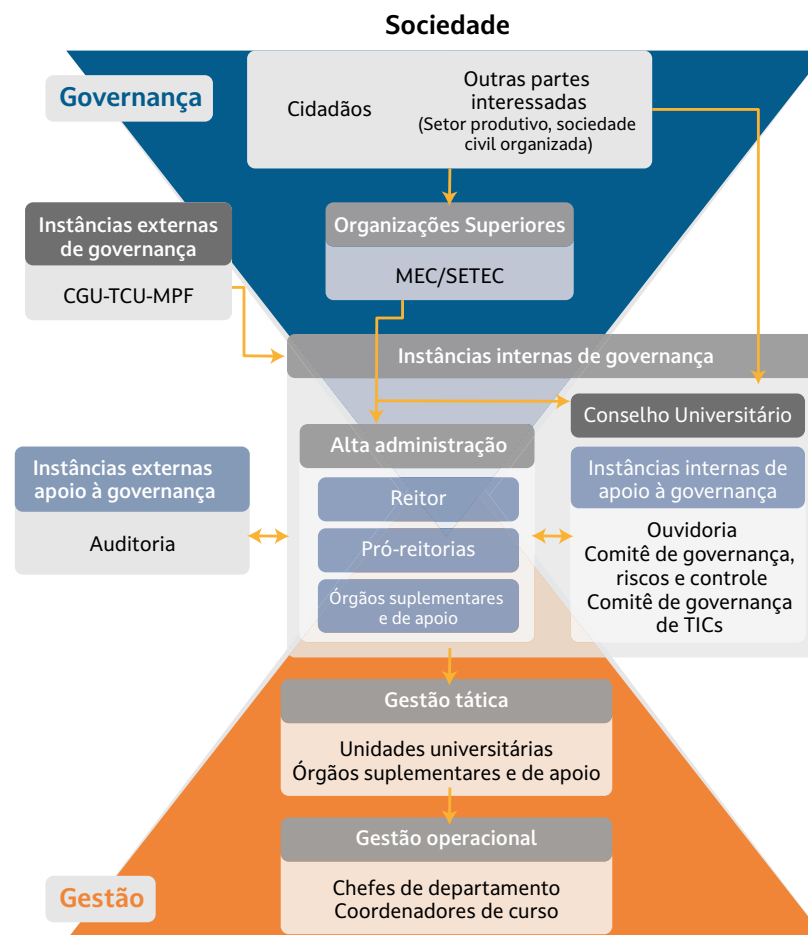 Sociedade
Governança
Cidadãos
Outras partes
interessadas
(Setor produtivo, sociedade
civil organizada)
Instâncias externas
de governança
CGU-TCU-MPF
Organizações Superiores
MEC/SETEC
Instâncias internas de governança
Conselho Universitário
Alta administração
Reitor
Pró-reitorias
Órgãos suplementares
e de apoio
Instâncias externas
apoio à governança
Auditoria
Instâncias internas de
apoio à governança
Ouvidoria
Comitê de governança,
riscos e controle
Comitê de governança
de TICs
Gestão tática
Unidades universitárias
Órgãos suplementares e de apoio
Gestão operacional
Chefes de departamento
Coordenadores de curso
Gestão